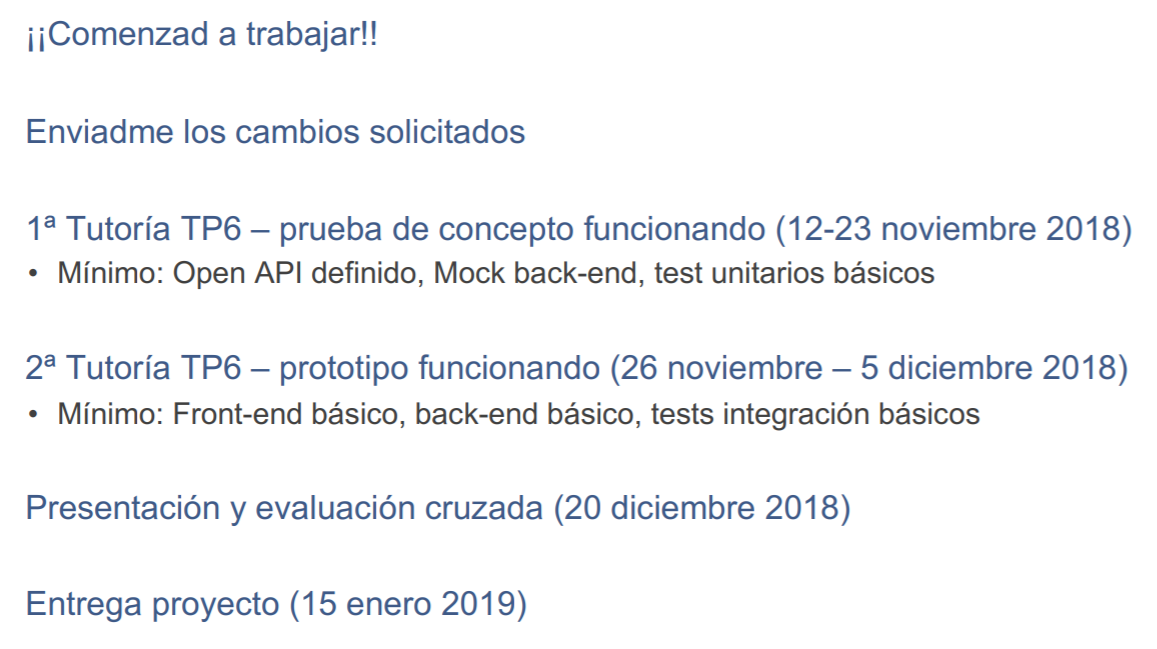 ¡¡Comenzad a trabajar!!
Enviadme los cambios solicitados
1ª Tutoría TP6 – prueba de concepto funcionando (12-23 noviembre 2018)
• Mínimo: Open API definido, Mock back-end, test unitarios básicos
2ª Tutoría TP6 – prototipo funcionando (26 noviembre – 5 diciembre 2018)
• Mínimo: Front-end básico, back-end básico, tests integración básicos
Presentación y evaluación cruzada (20 diciembre 2018)
Entrega proyecto (15 enero 2019)